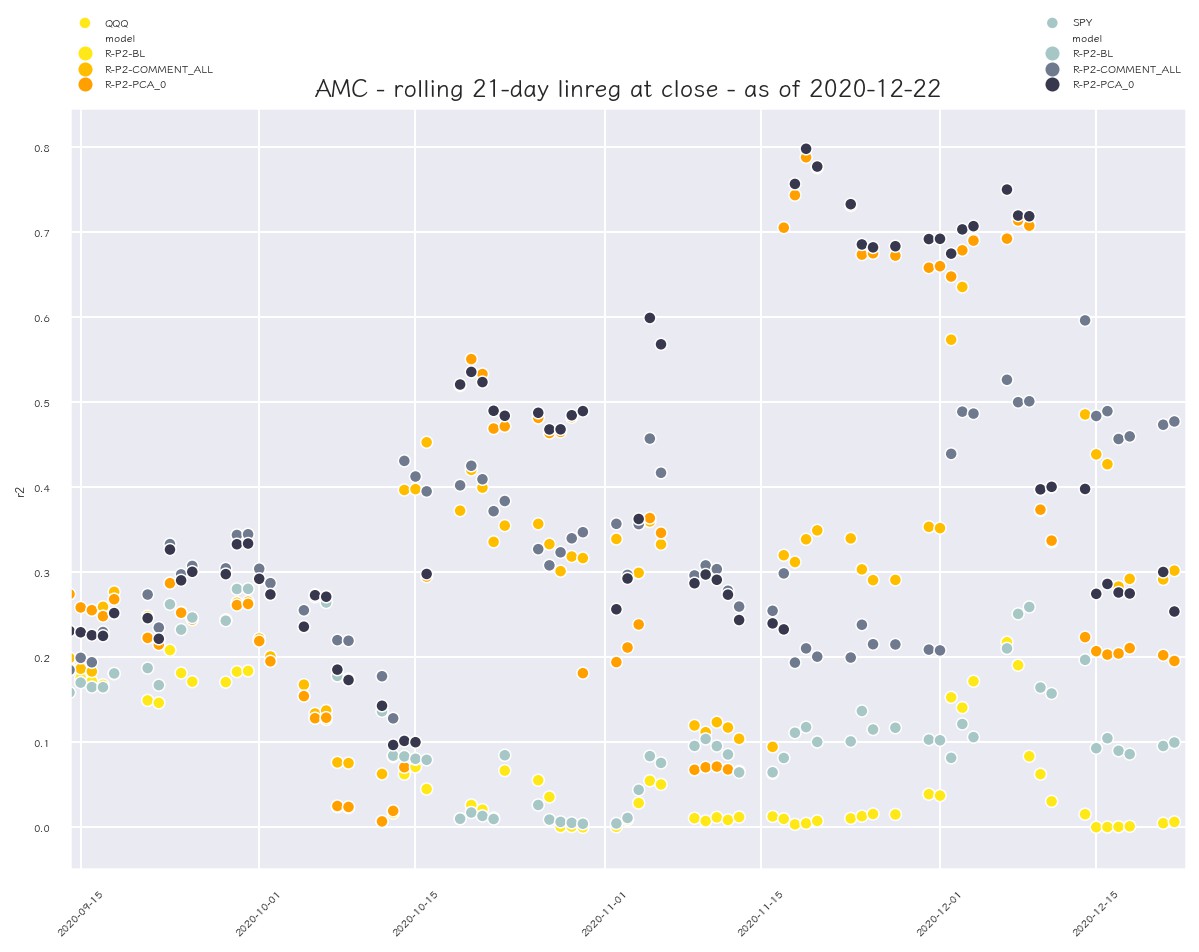 QQQ
model
R-P2-BL
R-P2-COMMENT_ALL
R-P2-PCA_0
SPY
model
R-P2-BL
R-P2-COMMENT_ALL
R-P2-PCA_0
AMC - rolling 21-day linreg at close - as of 2020-12-22
0.8
0.7
0.6
0.5
0.4
0.3
0.2
0.1
0.0
r2
2020-09-15
2020-10-01
2020-10-15
2020-11-01
2020-11-15
2020-12-01
2020-12-15